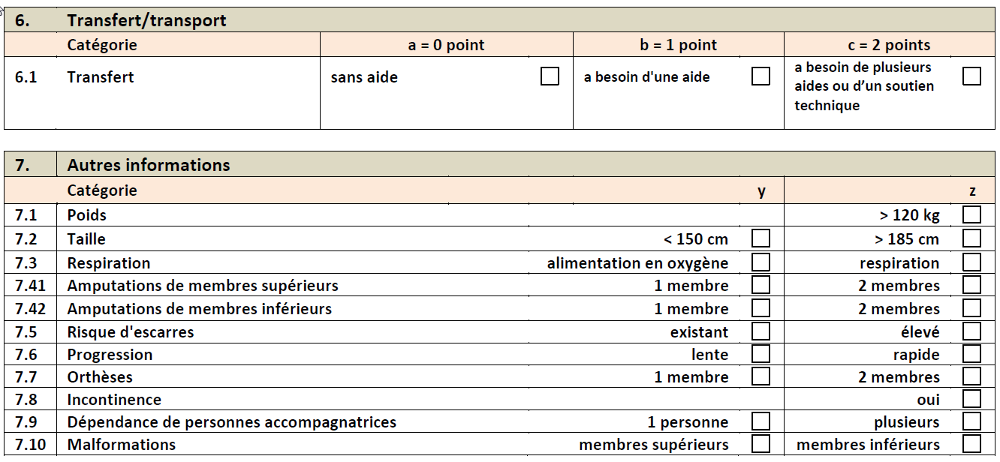 6. Transfert/transport
Catégorie a = 0 point b = 1 point c = 2 points
6.1 Transfert sans aide a besoin d'une aide a besoin de plusieurs
aides ou d’un soutien
technique
7. Autres informations
Catégorie y z
7.1 Poids > 120 kg
7.2 Taille < 150 cm > 185 cm
7.3 Respiration alimentation en oxygène respiration
7.41 Amputations de membres supérieurs 1 membre 2 membres
7.42 Amputations de membres inférieurs 1 membre 2 membres
7.5 Risque d'escarres existant élevé
7.6 Progression lente rapide
7.7 Orthèses 1 membre 2 membres
7.8 Incontinence oui
7.9 Dépendance de personnes accompagnatrices 1 personne plusieurs
7.10 Malformations membres supérieurs membres inférieurs